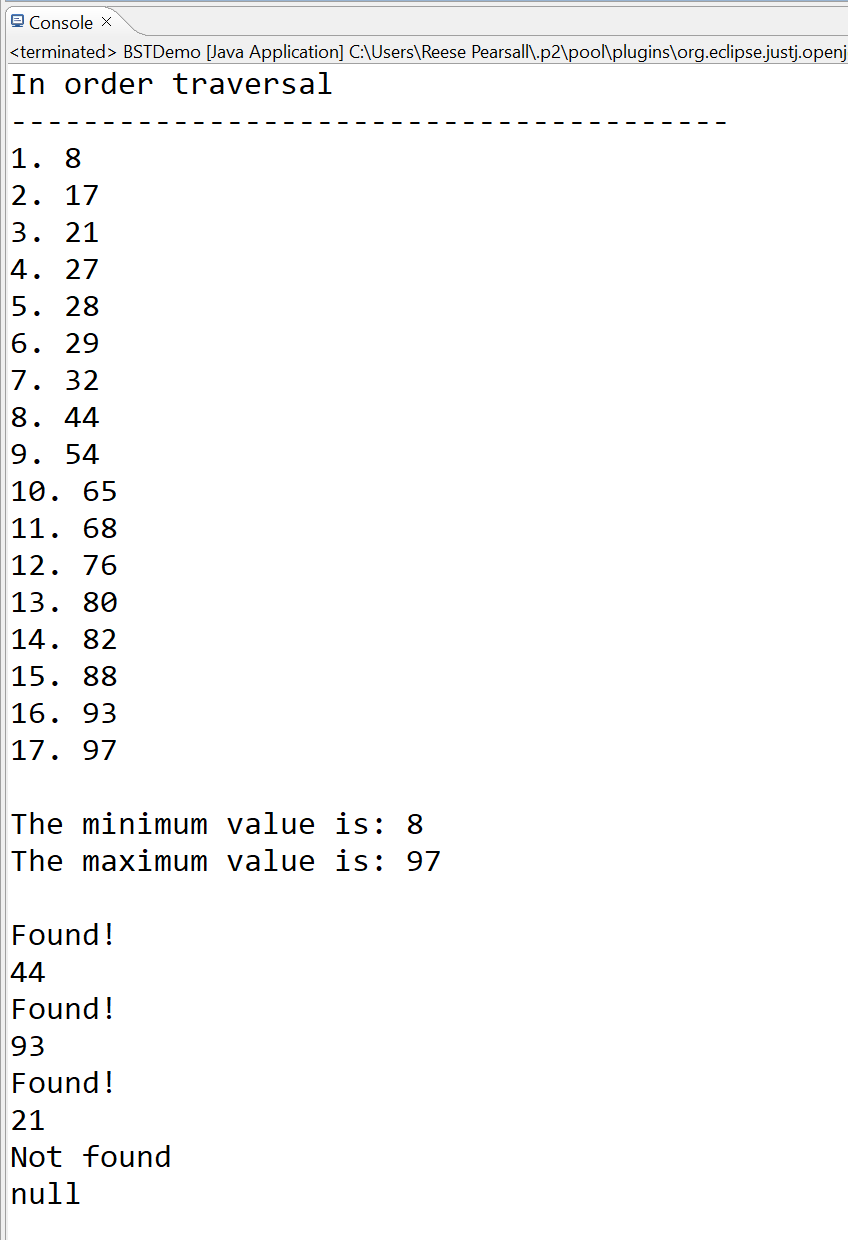 Console
<terminated> BSTDemo [Java Application] C:\Users\Reese Pearsall\.p2\pool\plugins\org.eclipse.justj.openj
In order traversal
----------------------------------------
1. 8
2. 17
3. 21
4. 27
5. 28
6. 29
7. 32
8. 44
9. 54
10. 65
11. 68
12. 76
13. 80
14. 82
15. 88
16. 93
17. 97
The minimum value is: 8
The maximum value is: 97
Found!
44
Found!
93
Found!
21
Not found
null